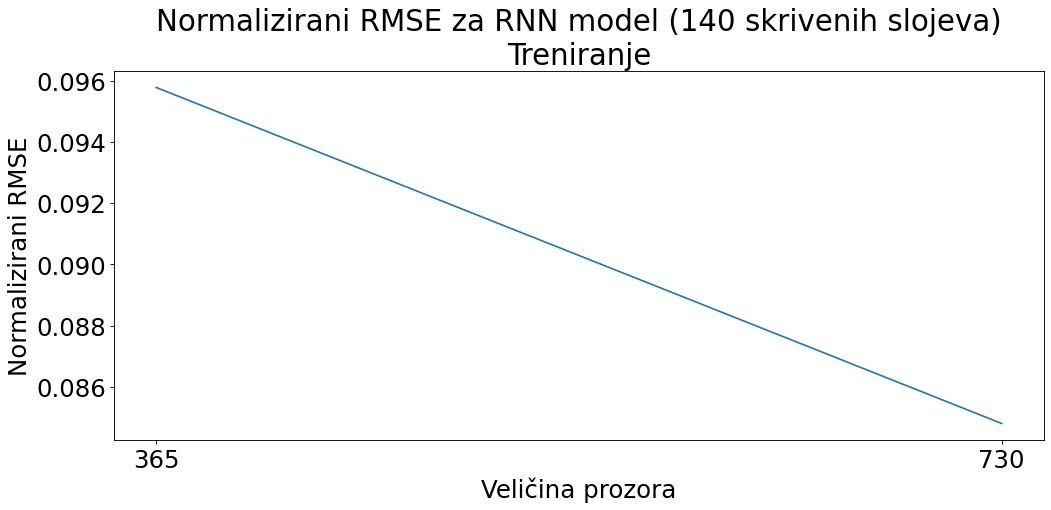 Normalizirani RMSE za RNN model (140 skrivenih slojeva)
Treniranje
Normalizirani RMSE
0.096
0.094
0.092
0.090
0.088
0.086
365
730
Veličina prozora